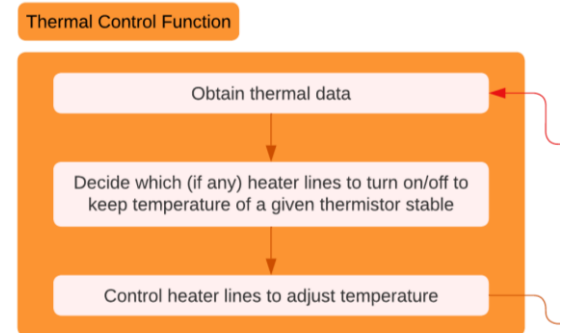 Thermal Control Function
Obtain thermal data
Decide which (if any) heater lines to turn on/off to
keep temperature of a given thermistor stable
Control heater lines to adjust temperature